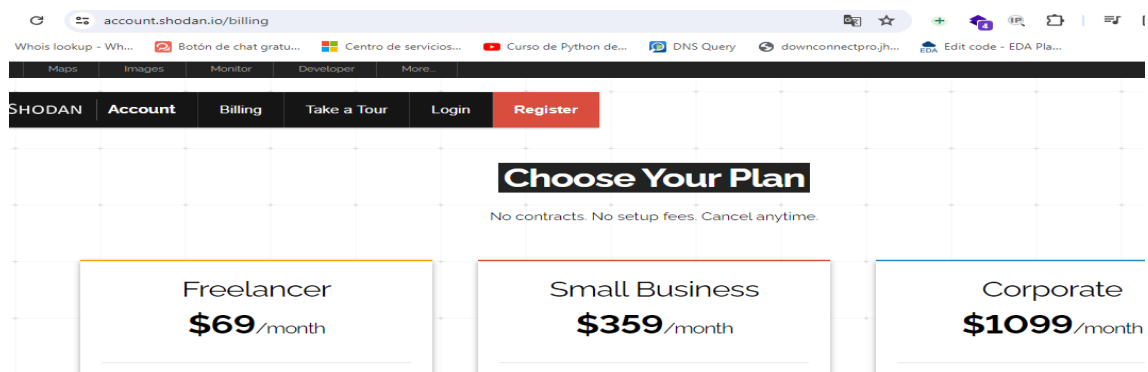 account.shodan.io/billing
4
Whois lookup - Wh... Botón de chat gratu... Centro de servicios... Curso de Python de... DNS Query downconnectpro.jh... EDA Edit code - EDA Pla...
Maps Images Monitor Developer More...
SHODAN Account Billing Take a Tour Login Register
Choose Your Plan
No contracts. No setup fees. Cancel anytime.
Freelancer Small Business Corporate
$69/month $359/month $1099/month